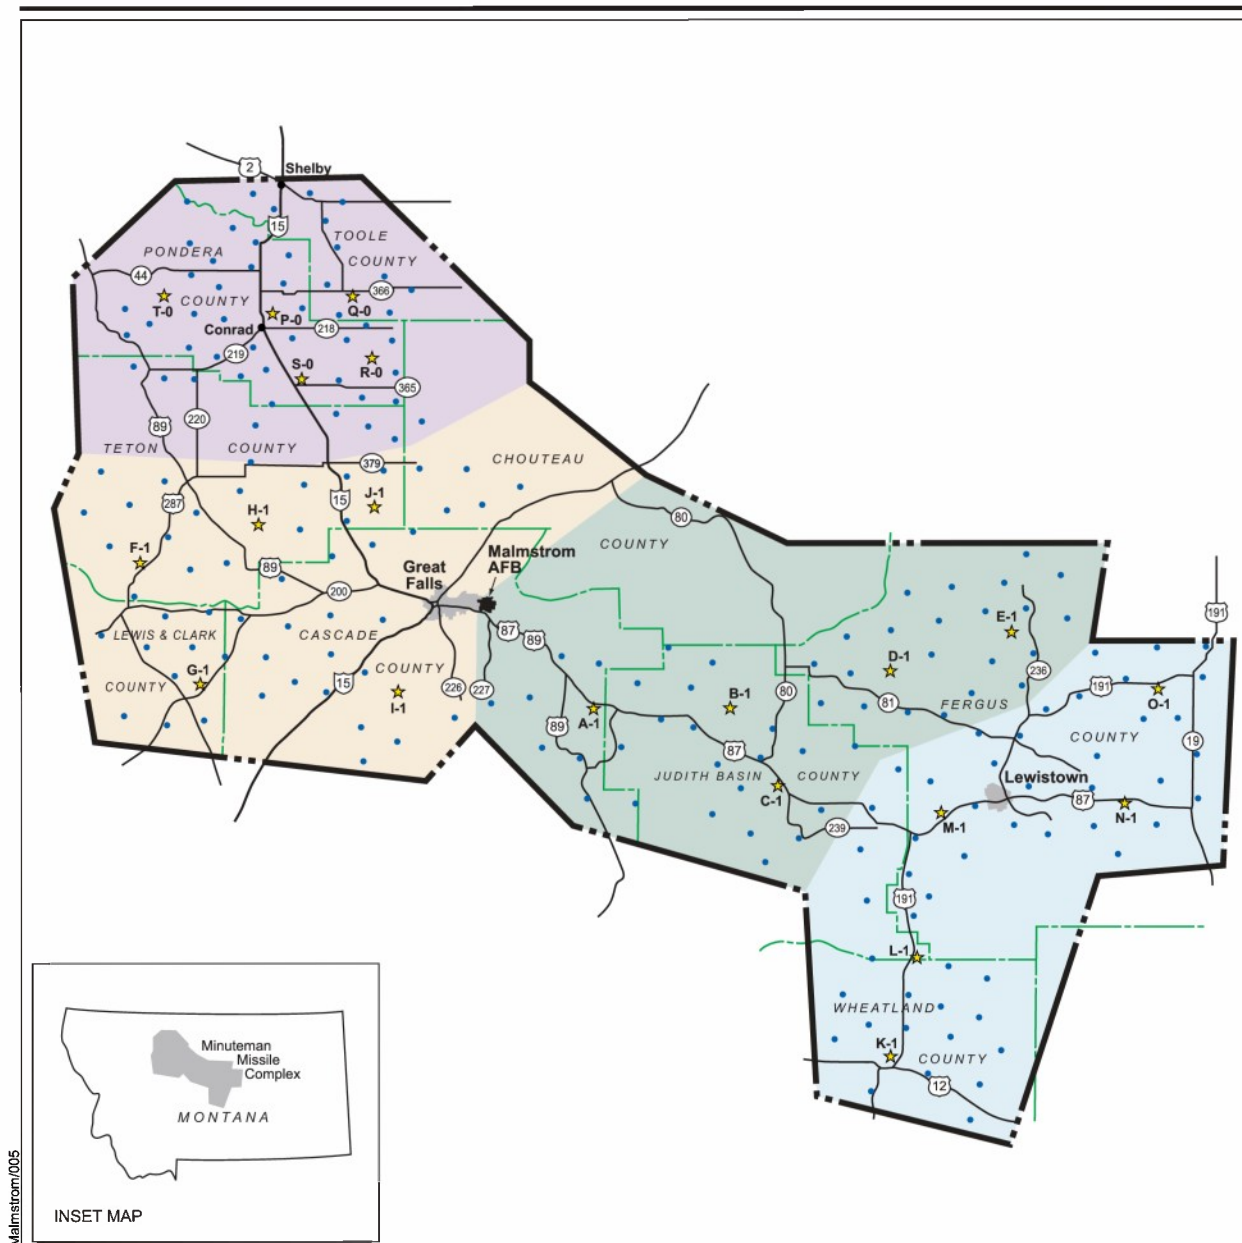 2
Shelby
15
TOOLE
PONDERA
COUNTY
44
366
T-0
COUNTY
Q-0
P-0
Conrad
218
219
S-0
R-0
365
220
89
TETON
COUNTY
CHOUTEAU
379
287
15
J-1
H-1
80
F-1
COUNTY
Malmstrom
AFB
Great
Falls
89
200
191
E-1
87
89
LEWIS & CLARK
CASCADE
D-1
236
COUNTY
G-1
COUNTY
15
226
227
I-1
B-1
80
81
191
O-1
FERGUS
A-1
89
87
COUNTY
19
JUDITH BASIN
COUNTY
Lewistown
C-1
87
N-1
M-1
239
191
L-1
WHEATLAND
K-1
COUNTY
12
Minuteman
Missile
Complex
MONTANA
INSET MAP
Malmstrom/005